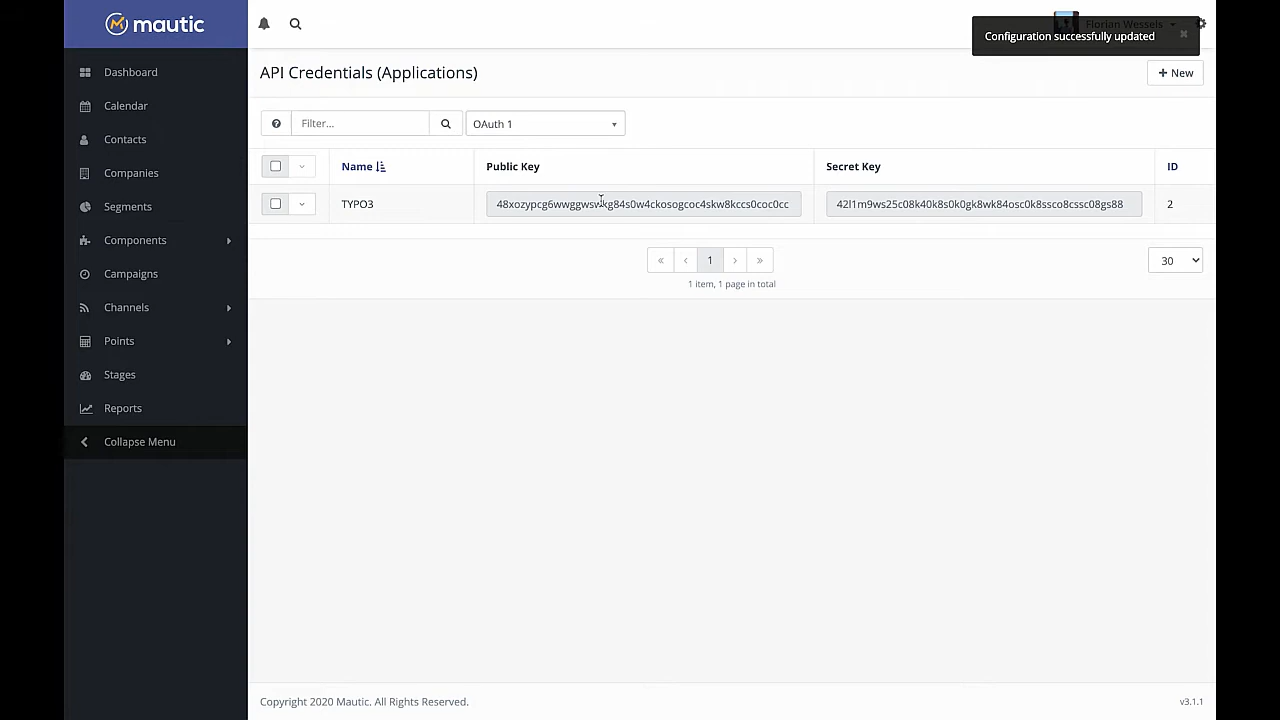 mautic
Florian Wessels
Configuration successfully updated
Dashboard
Calendar
Contacts
Companies
Segments
Components
Campaigns
Channels
Points
Stages
Reports
Collapse Menu
API Credentials (Applications)
+ New
Filter...
OAuth 1
Name
Public Key
Secret Key
ID
TYPO3
42l1m9ws25c08k40k8s0k0gk8wk84osc0k8ssco8cssc08gs88
2
« ‹ 1 › »
30
1 item, 1 page in total
Copyright 2020 Mautic. All Rights Reserved.
v3.1.1